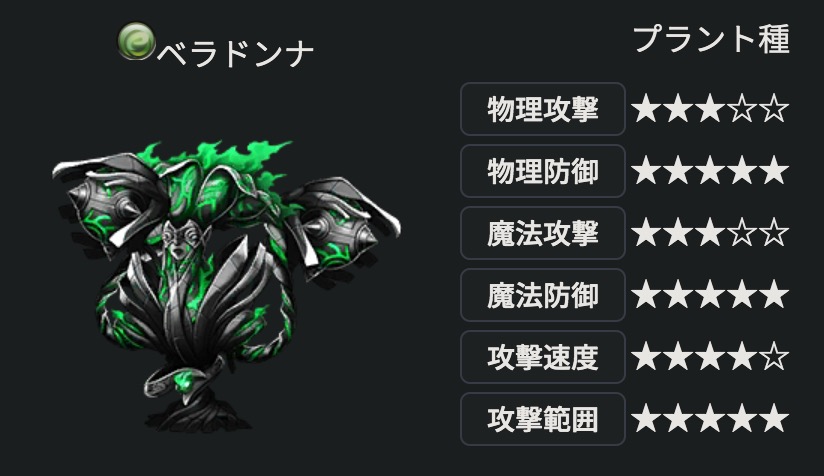 ベラドンナ
プラント種
物理攻撃 ★★★☆☆
物理防御 ★★★★★
魔法攻撃 ★★★☆☆
魔法防御 ★★★★★
攻撃速度 ★★★★☆
攻撃範囲 ★★★★★